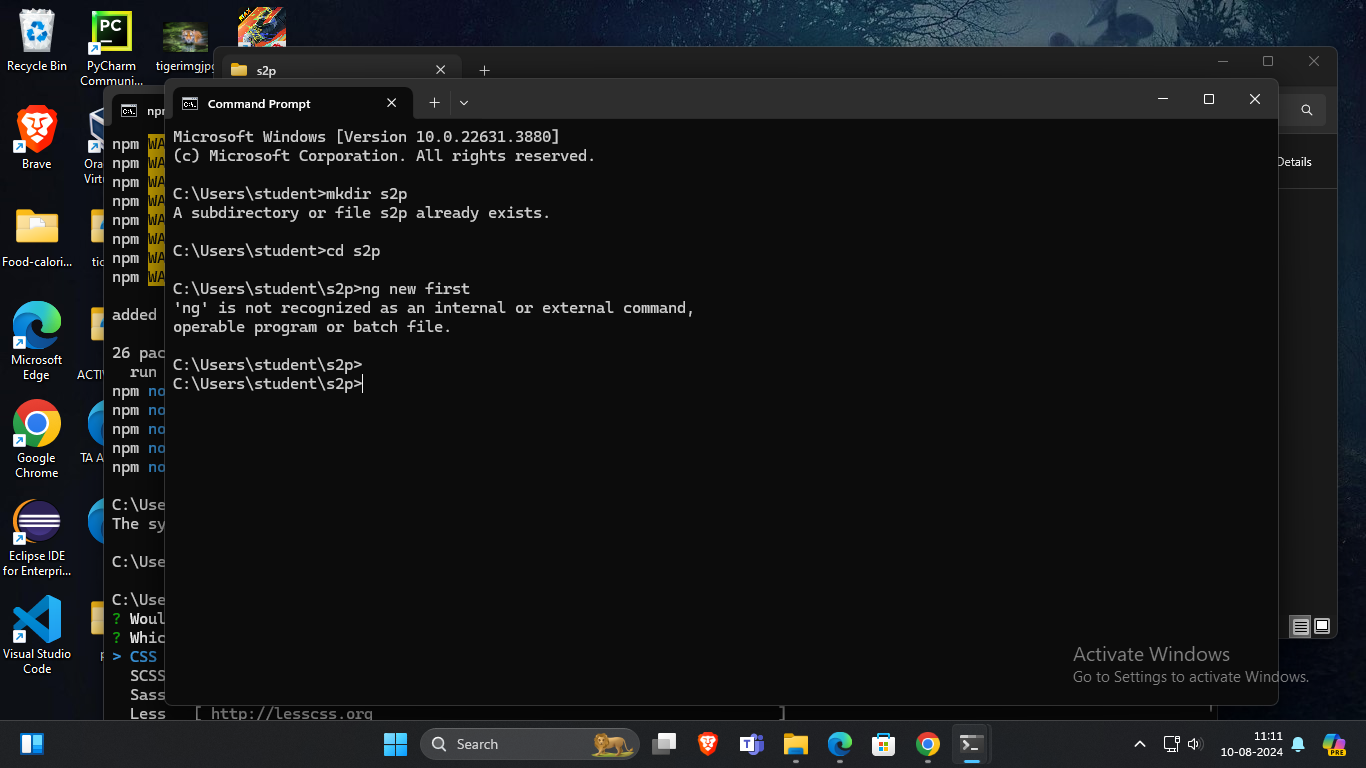 Recycle Bin
PyCharm
Communi...
tigerimgjpg
Brave
Food-calori...
Microsoft
Edge
Google
Chrome
TA A
Eclipse IDE
for Enterpri...
Visual Studio
Code
s2p
Details
npm
npm WA
npm WA
npm WA
npm WA
npm WA
npm WA
npm WA
npm WA
added
26 pac
run
npm no
npm no
npm no
npm no
npm no
C:\Use
The sy
C:\Use
C:\Use
? Woul
? Whic
> CSS
SCSS
Sass
Less [ http://lesscss.org ]
Command Prompt
Microsoft Windows [Version 10.0.22631.3880]
(c) Microsoft Corporation. All rights reserved.
C:\Users\student>mkdir s2p
A subdirectory or file s2p already exists.
C:\Users\student>cd s2p
C:\Users\student\s2p>ng new first
'ng' is not recognized as an internal or external command,
operable program or batch file.
C:\Users\student\s2p>
C:\Users\student\s2p>
Activate Windows
Go to Settings to activate Windows.
Search
11:11
10-08-2024